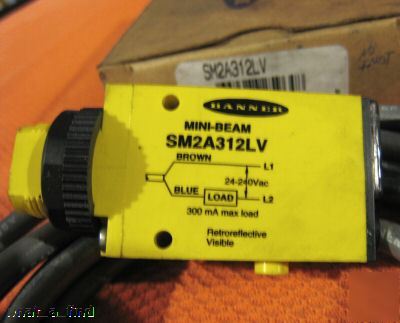 SM2A312LV
BANNER
MINI-BEAM
SM2A312LV
BROWN
L1
24-240Vac
BLUE
LOAD
L2
300 mA max load
Retroreflective
Visible